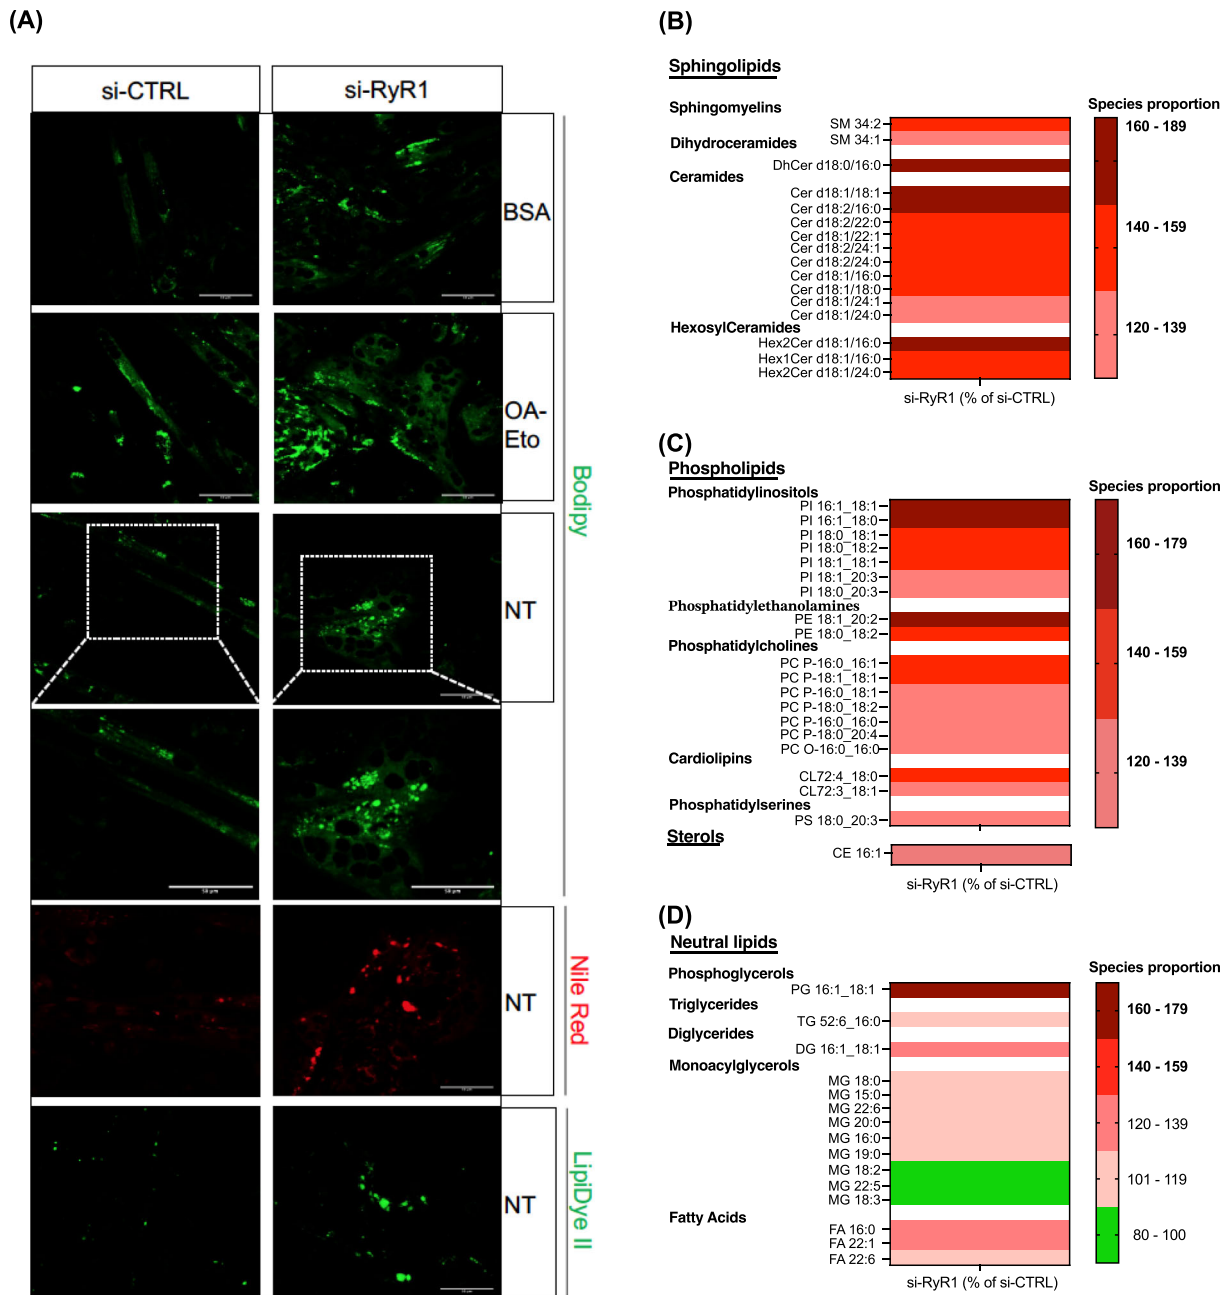 (A)
si-CTRL
si-RyR1
BSA
OA-
Eto
NT
NT
NT
Bodipy
Nile Red
LipiDye II
50 µm
50 µm
(B)
Sphingolipids
Species proportion
Sphingomyelins
SM 34:2
SM 34:1
Dihydroceramides
DhCer d18:0/16:0
Ceramides
Cer d18:1/18:1
Cer d18:2/16:0
Cer d18:2/22:0
Cer d18:1/22:1
Cer d18:2/24:1
Cer d18:2/24:0
Cer d18:1/16:0
Cer d18:1/18:0
Cer d18:1/24:1
Cer d18:1/24:0
HexosylCeramides
Hex2Cer d18:1/16:0
Hex1Cer d18:1/16:0
Hex2Cer d18:1/24:0
si-RyR1 (% of si-CTRL)
160 - 189
140 - 159
120 - 139
(C)
Phospholipids
Species proportion
Phosphatidylinositols
PI 16:1_18:1
PI 16:1_18:0
PI 18:0_18:1
PI 18:0_18:2
PI 18:1_18:1
PI 18:1_20:3
PI 18:0_20:3
Phosphatidylethanolamines
PE 18:1_20:2
PE 18:0_18:2
Phosphatidylcholines
PC P-16:0_16:1
PC P-18:1_18:1
PC P-16:0_18:1
PC P-18:0_18:2
PC P-16:0_16:0
PC P-18:0_20:4
PC O-16:0_16:0
Cardiolipins
CL72:4_18:0
CL72:3_18:1
Phosphatidylserines
PS 18:0_20:3
Sterols
CE 16:1
si-RyR1 (% of si-CTRL)
160 - 179
140 - 159
120 - 139
(D)
Neutral lipids
Species proportion
Phosphoglycerols
PG 16:1_18:1
Triglycerides
TG 52:6_16:0
Diglycerides
DG 16:1_18:1
Monoacylglycerols
MG 18:0
MG 15:0
MG 22:6
MG 20:0
MG 16:0
MG 19:0
MG 18:2
MG 22:5
MG 18:3
Fatty Acids
FA 16:0
FA 22:1
FA 22:6
si-RyR1 (% of si-CTRL)
160 - 179
140 - 159
120 - 139
101 - 119
80 - 100